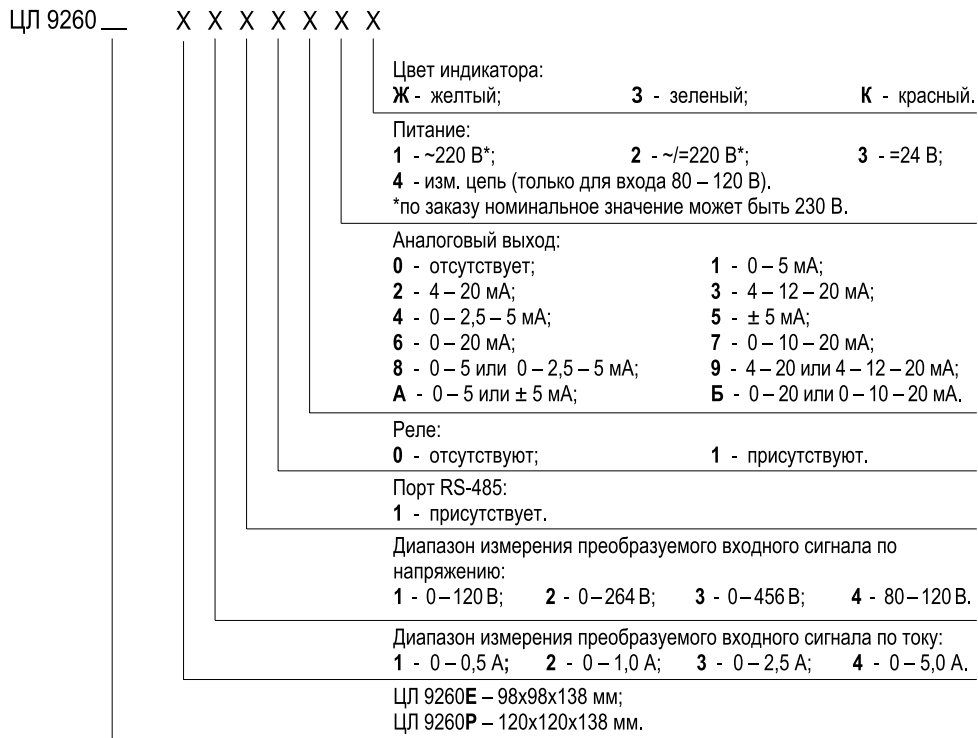 ЦЛ 9260 __ X X X X X X X
Цвет индикатора:
Ж - желтый; З - зеленый; К - красный.
Питание:
1 - ~220 В*; 2 - ~/=220 В*; 3 - =24 В;
4 - изм. цепь (только для входа 80 – 120 В).
*по заказу номинальное значение может быть 230 В.
Аналоговый выход:
0 - отсутствует; 1 - 0 – 5 мА;
2 - 4 – 20 мА; 3 - 4 – 12 – 20 мА;
4 - 0 – 2,5 – 5 мА; 5 - ± 5 мА;
6 - 0 – 20 мА; 7 - 0 – 10 – 20 мА;
8 - 0 – 5 или 0 – 2,5 – 5 мА; 9 - 4 – 20 или 4 – 12 – 20 мА;
А - 0 – 5 или ± 5 мА; Б - 0 – 20 или 0 – 10 – 20 мА.
Реле:
0 - отсутствуют; 1 - присутствуют.
Порт RS-485:
1 - присутствует.
Диапазон измерения преобразуемого входного сигнала по
напряжению:
1 - 0 – 120 В; 2 - 0 – 264 В; 3 - 0 – 456 В; 4 - 80 – 120 В.
Диапазон измерения преобразуемого входного сигнала по току:
1 - 0 – 0,5 А; 2 - 0 – 1,0 А; 3 - 0 – 2,5 А; 4 - 0 – 5,0 А.
ЦЛ 9260Е – 98х98х138 мм;
ЦЛ 9260Р – 120х120х138 мм.